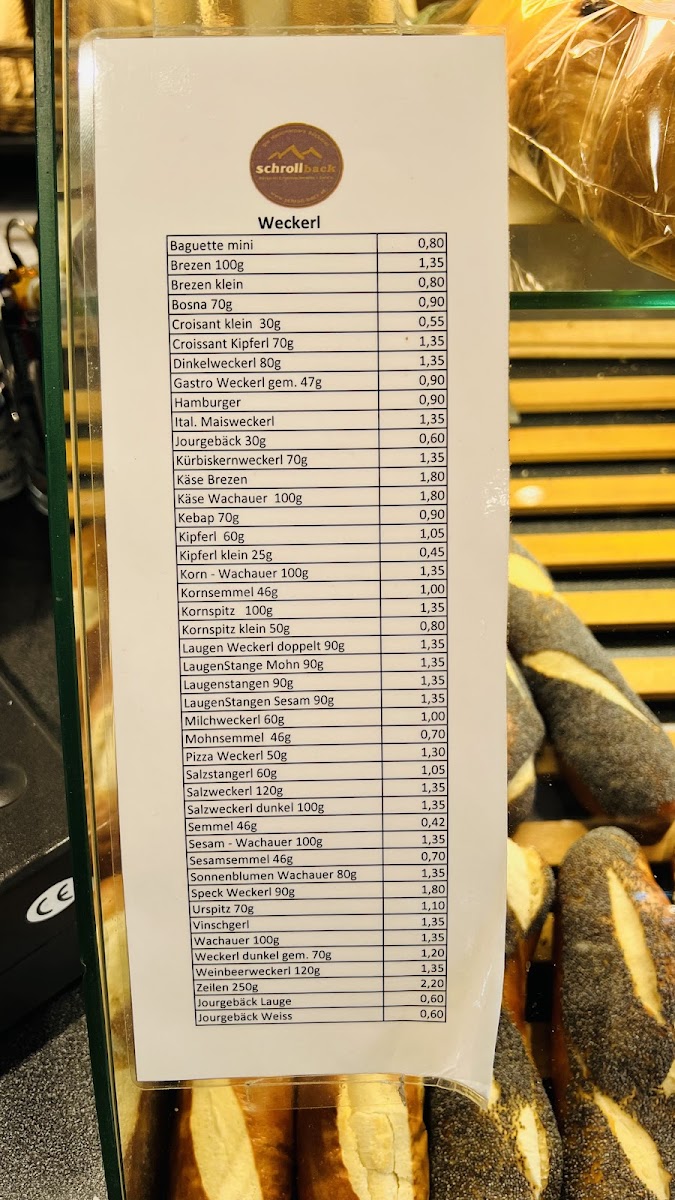 schrollback
Weckerl
Baguette mini 0,80
Brezen 100g 1,35
Brezen klein 0,80
Bosna 70g 0,90
Croisant klein 30g 0,55
Croissant Kipferl 70g 1,35
Dinkelweckerl 80g 1,35
Gastro Weckerl gem. 47g 0,90
Hamburger 0,90
Ital. Maisweckerl 1,35
Jourgebäck 30g 0,60
Kürbiskernweckerl 70g 1,35
Käse Brezen 1,80
Käse Wachauer 100g 1,80
Kebap 70g 0,90
Kipferl 60g 1,05
Kipferl klein 25g 0,45
Korn - Wachauer 100g 1,35
Kornsemmel 46g 1,00
Kornspitz 100g 1,35
Kornspitz klein 50g 0,80
Laugen Weckerl doppelt 90g 1,35
LaugenStange Mohn 90g 1,35
Laugenstangen 90g 1,35
LaugenStangen Sesam 90g 1,35
Milchweckerl 60g 1,00
Mohnsemmel 46g 0,70
Pizza Weckerl 50g 1,30
Salzstangerl 60g 1,05
Salzweckerl 120g 1,35
Salzweckerl dunkel 100g 1,35
Semmel 46g 0,42
Sesam - Wachauer 100g 1,35
Sesamsemmel 46g 0,70
Sonnenblumen Wachauer 80g 1,35
Speck Weckerl 90g 1,80
Urspitz 70g 1,10
Vinschgerl 1,35
Wachauer 100g 1,35
Weckerl dunkel gem. 70g 1,20
Weinbeerweckerl 120g 1,35
Zeilen 250g 2,20
Jourgebäck Lauge 0,60
Jourgebäck Weiss 0,60
CE